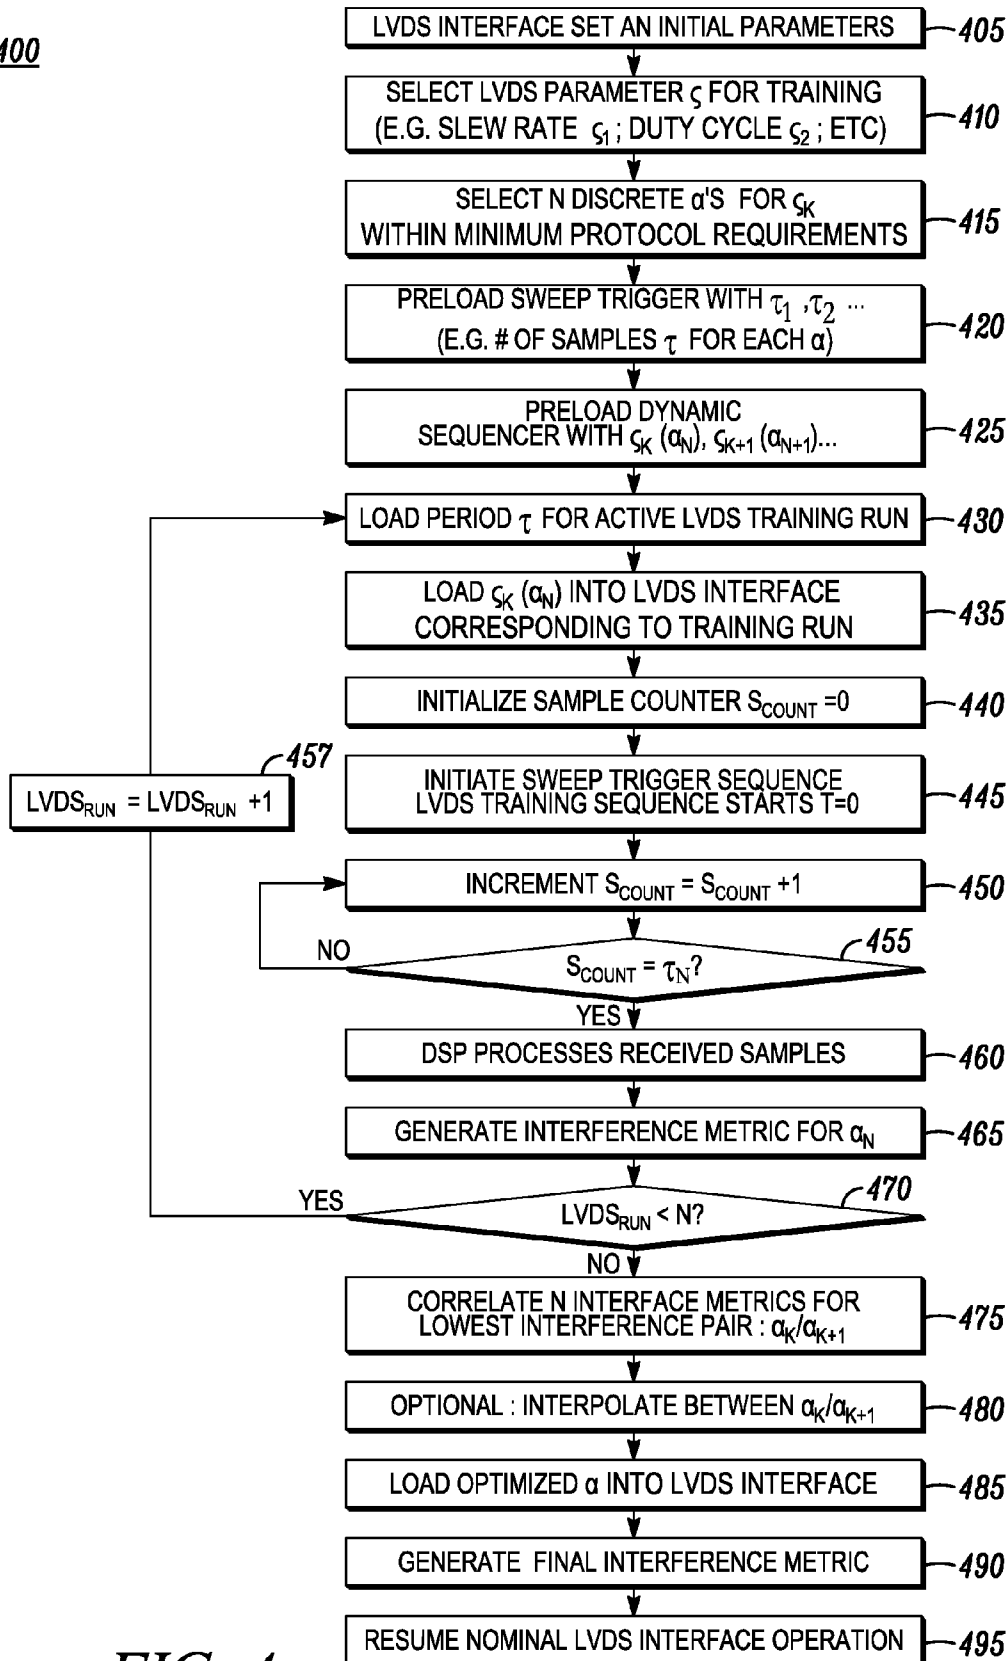 400
LVDS INTERFACE SET AN INITIAL PARAMETERS
405
SELECT LVDS PARAMETER ς FOR TRAINING
(E.G. SLEW RATE ς1 ; DUTY CYCLE ς2 ; ETC)
410
SELECT N DISCRETE α'S FOR ςK
WITHIN MINIMUM PROTOCOL REQUIREMENTS
415
PRELOAD SWEEP TRIGGER WITH τ1 ,τ2 ...
(E.G. # OF SAMPLES τ FOR EACH α)
420
PRELOAD DYNAMIC
SEQUENCER WITH ςK (αN), ςK+1 (αN+1)...
425
LOAD PERIOD τ FOR ACTIVE LVDS TRAINING RUN
430
LOAD ςK (αN) INTO LVDS INTERFACE
CORRESPONDING TO TRAINING RUN
435
INITIALIZE SAMPLE COUNTER SCOUNT =0
440
457
LVDSRUN = LVDSRUN +1
INITIATE SWEEP TRIGGER SEQUENCE
LVDS TRAINING SEQUENCE STARTS T=0
445
INCREMENT SCOUNT = SCOUNT +1
450
455
NO
SCOUNT = τN?
YES
DSP PROCESSES RECEIVED SAMPLES
460
GENERATE INTERFERENCE METRIC FOR αN
465
470
YES
LVDSRUN < N?
NO
CORRELATE N INTERFACE METRICS FOR
LOWEST INTERFERENCE PAIR : αK/αK+1
475
OPTIONAL : INTERPOLATE BETWEEN αK/αK+1
480
LOAD OPTIMIZED α INTO LVDS INTERFACE
485
GENERATE FINAL INTERFERENCE METRIC
490
RESUME NOMINAL LVDS INTERFACE OPERATION
495